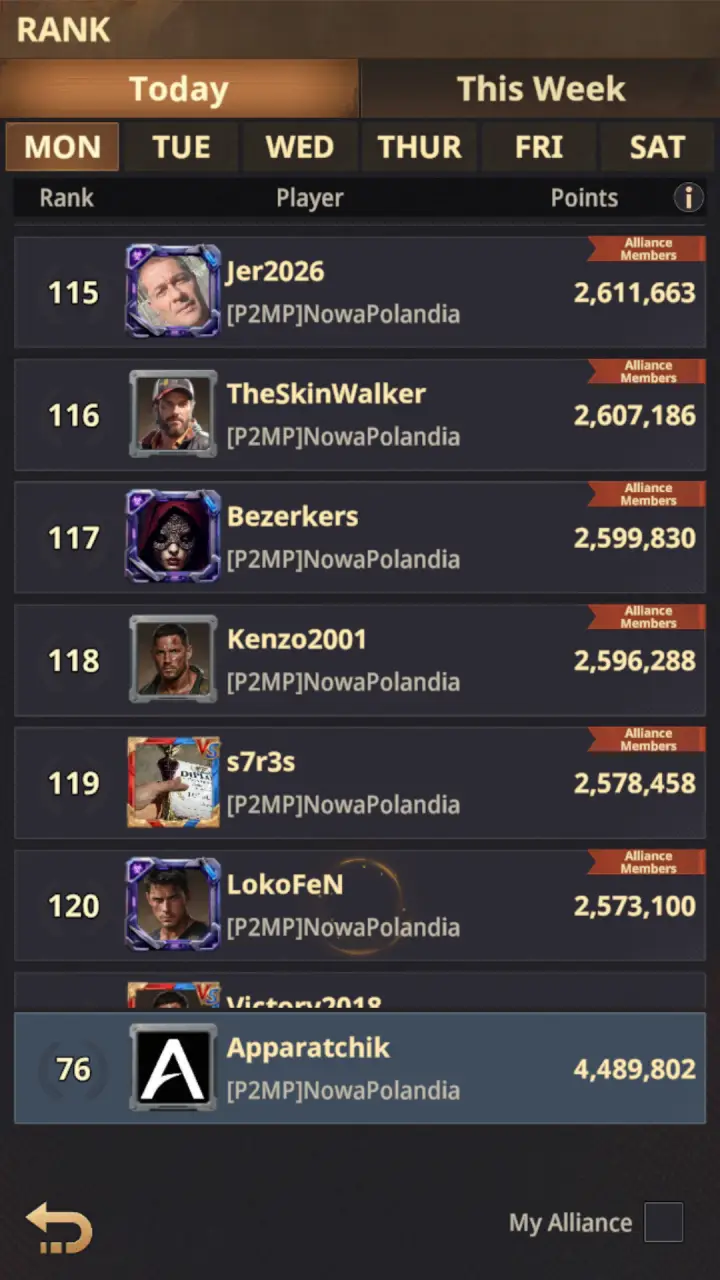 RANK
Today
This Week
MON
TUE
WED
THUR
FRI
SAT
Rank
Player
Points
i
Alliance
Members
115
Jer2026
[P2MP]NowaPolandia
2,611,663
Alliance
Members
116
TheSkinWalker
[P2MP]NowaPolandia
2,607,186
Alliance
Members
117
Bezerkers
[P2MP]NowaPolandia
2,599,830
Alliance
Members
118
Kenzo2001
[P2MP]NowaPolandia
2,596,288
Alliance
Members
119
VS
s7r3s
[P2MP]NowaPolandia
2,578,458
Alliance
Members
120
LokoFeN
[P2MP]NowaPolandia
2,573,100
VS
Victory2018
76
A
Apparatchik
[P2MP]NowaPolandia
4,489,802
My Alliance